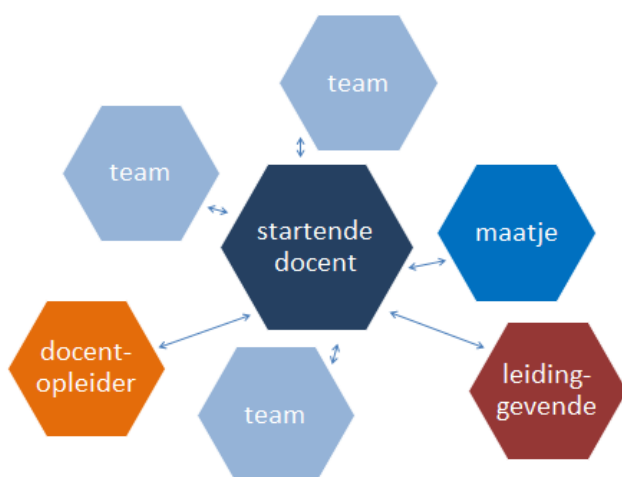 team
team
startende
docent
maatje
docent-
opleider
leiding-
gevende
team